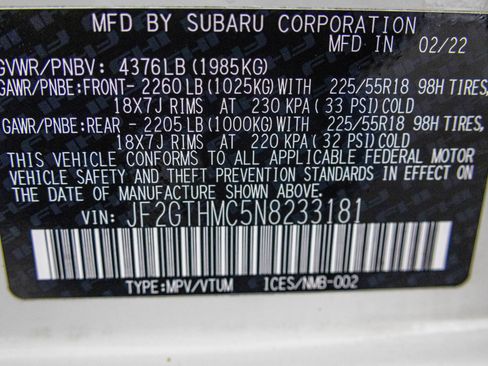 MFD BY SUBARU CORPORATION
MFD IN 02/22
GVWR/PNBV: 4376LB (1985KG)
GAWR/PNBE:FRONT- 2260LB (1025KG)WITH 225/55R18 98H TIRES,
18X7J RIMS AT 230 KPA( 33 PSI)COLD
GAWR/PNBE:REAR - 2205LB (1000KG)WITH 225/55R18 98H TIRES,
18X7J RIMS AT 220 KPA( 32 PSI)COLD
THIS VEHICLE CONFORMS TO ALL APPLICABLE FEDERAL MOTOR
VEHICLE SAFETY AND THEFT PREVENTION STANDARDS IN EFFECT
ON THE DATE OF MANUFACTURE SHOWN ABOVE.
VIN: JF2GTHMC5N8233181
TYPE:MPV/VTUM ICES/NMB-002